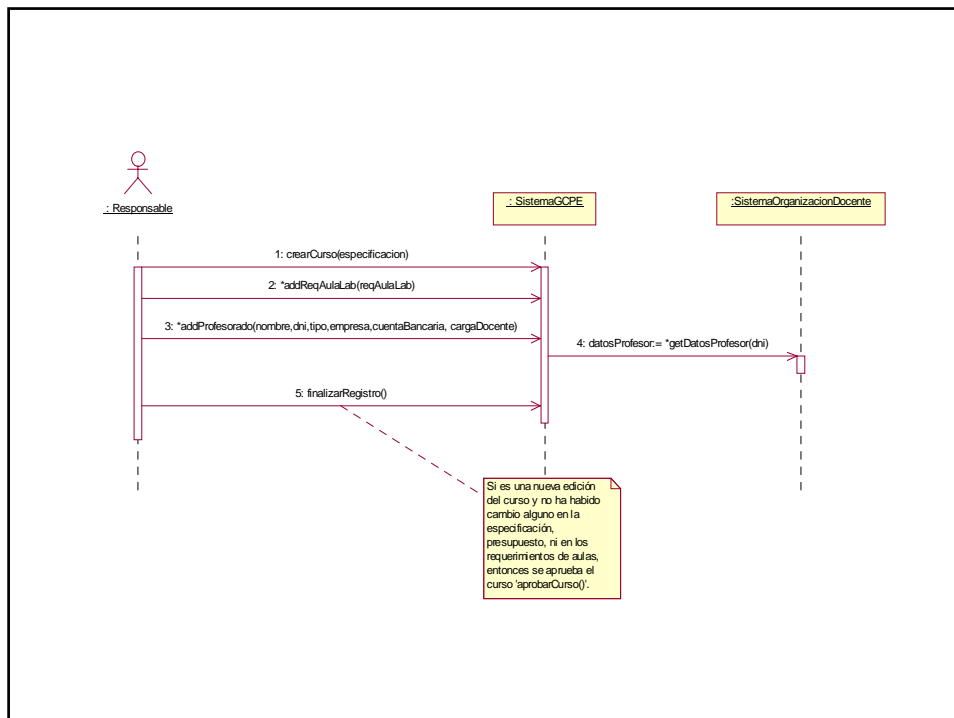 : Responsable
: SistemaGCPE
:SistemaOrganizacionDocente
1: crearCurso(especificacion)
2: *addReqAulaLab(reqAulaLab)
3: *addProfesorado(nombre,dni,tipo,empresa,cuentaBancaria, cargaDocente)
4: datosProfesor:= *getDatosProfesor(dni)
5: finalizarRegistro()
Si es una nueva edición
del curso y no ha habido
cambio alguno en la
especificación,
presupuesto, ni en los
requerimientos de aulas,
entonces se aprueba el
curso 'aprobarCurso()'.